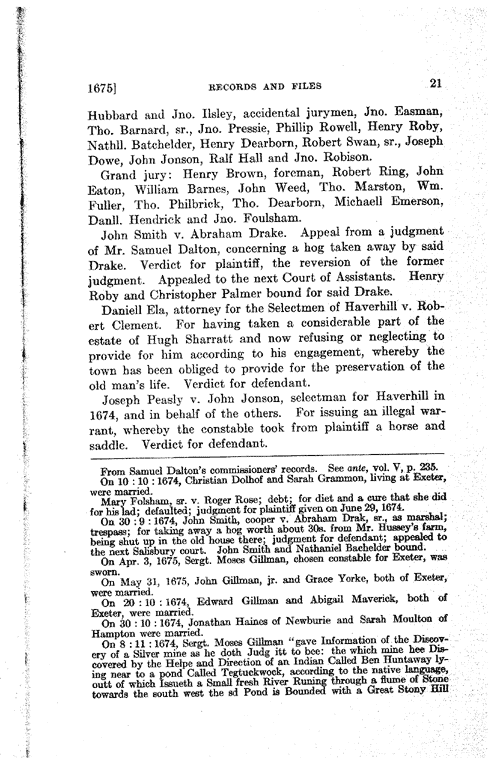 1675] RECORDS AND FILES 21
Hubbard and Jno. Ilsley, accidental jurymen, Jno. Easman,
Tho. Barnard, sr., Jno. Pressie, Phillip Rowell, Henry Roby,
Nathll. Batchelder, Henry Dearborn, Robert Swan, sr., Joseph
Dowe, John Jonson, Ralf Hall and Jno. Robison.
Grand jury: Henry Brown, foreman, Robert Ring, John
Eaton, William Barnes, John Weed, Tho. Marston, Wm.
Fuller, Tho. Philbrick, Tho. Dearborn, Michaell Emerson,
Danll. Hendrick and Jno. Foulsham.
John Smith v. Abraham Drake. Appeal from a judgment
of Mr. Samuel Dalton, concerning a hog taken away by said
Drake. Verdict for plaintiff, the reversion of the former
judgment. Appealed to the next Court of Assistants. Henry
Roby and Christopher Palmer bound for said Drake.
Daniell Ela, attorney for the Selectmen of Haverhill v. Rob-
ert Clement. For having taken a considerable part of the
estate of Hugh Sharratt and now refusing or neglecting to
provide for him according to his engagement, whereby the
town has been obliged to provide for the preservation of the
old man's life. Verdict for defendant.
Joseph Peasly v. John Jonson, selectman for Haverhill in
1674, and in behalf of the others. For issuing an illegal war-
rant, whereby the constable took from plaintiff a horse and
saddle. Verdict for defendant.
From Samuel Dalton's commissioners' records. See ante, vol. V, p. 235.
On 10 : 10 : 1674, Christian Dolhof and Sarah Grammon, living at Exeter,
were married.
Mary Folsham, sr. v. Roger Rose; debt; for diet and a cure that she did
for his lad; defaulted; judgment for plaintiff given on June 29, 1674.
On 30 : 9 : 1674, John Smith, cooper v. Abraham Drak, sr., as marshal;
trespass; for taking away a hog worth about 30s. from Mr. Hussey's farm,
being shut up in the old house there; judgment for defendant; appealed to
the next Salisbury court. John Smith and Nathaniel Bachelder bound.
On Apr. 3, 1675, Sergt. Moses Gillman, chosen constable for Exeter, was
sworn.
On May 31, 1675, John Gillman, jr. and Grace Yorke, both of Exeter,
were married.
On 20 : 10 : 1674, Edward Gillman and Abigail Maverick, both of
Exeter, were married.
On 30 : 10 : 1674, Jonathan Haines of Newburie and Sarah Moulton of
Hampton were married.
On 8 : 11 : 1674, Sergt. Moses Gillman "gave Information of the Discov-
ery of a Silver mine as he doth Judg itt to bee: the which mine hee Dis-
covered by the Helpe and Direction of an Indian Called Ben Huntaway ly-
ing near to a pond Called Tegtuckwock, according to the native language,
outt of which Issueth a Small fresh River Runing through a flume of Stone
towards the south west the sd Pond is Bounded with a Great Stony Hill